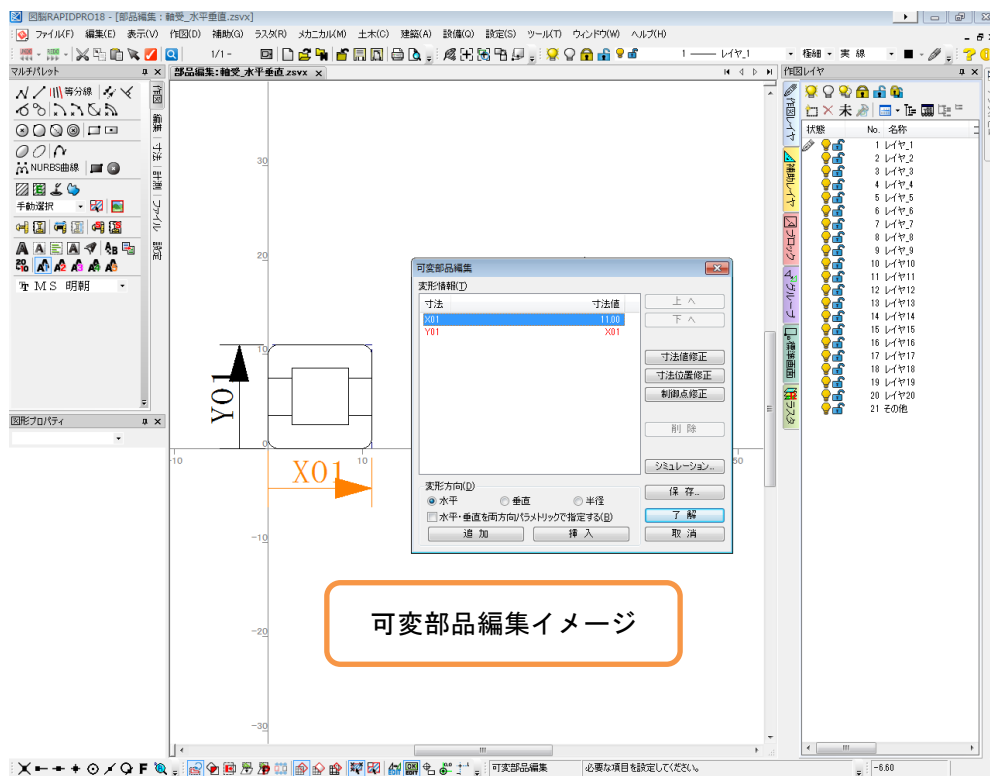 図脳RAPIDPRO18 - [部品編集 : 軸受_水平垂直.zsvx]
ファイル(F) 編集(E) 表示(V) 作図(D) 補助(G) ラスタ(R) メカニカル(M) 土木(C) 建築(A) 設備(Q) 設定(S) ツール(T) ウィンドウ(W) ヘルプ(H)
1/1 -
1 ─── レイヤ_1
極細
実 線
マルチパレット
部品編集:軸受_水平垂直.zsvx
作図レイヤ
等分線
NURBS曲線
手動選択
MS 明朝
作図
編集
寸法
計測
ファイル
設定
図形プロパティ
30
20
10
0
-10
-20
-30
-10
10
50
Y01
X01
可変部品編集
変形情報(T)
寸法 寸法値
X01 11.00
Y01 X01
上 へ
下 へ
寸法値修正
寸法位置修正
制御点修正
削 除
シミュレーション..
保 存..
了 解
取 消
変形方向(D)
水平 垂直 半径
水平・垂直を両方向パラメトリックで指定する(B)
追 加 挿 入
可変部品編集イメージ
作図レイヤ
補助レイヤ
ブロック
グループ
標準画面
ラスタ
未
状態 No. 名称
1 レイヤ_1
2 レイヤ_2
3 レイヤ_3
4 レイヤ_4
5 レイヤ_5
6 レイヤ_6
7 レイヤ_7
8 レイヤ_8
9 レイヤ_9
10 レイヤ10
11 レイヤ11
12 レイヤ12
13 レイヤ13
14 レイヤ14
15 レイヤ15
16 レイヤ16
17 レイヤ17
18 レイヤ18
19 レイヤ19
20 レイヤ20
21 その他
可変部品編集
必要な項目を設定してください。
-6.60